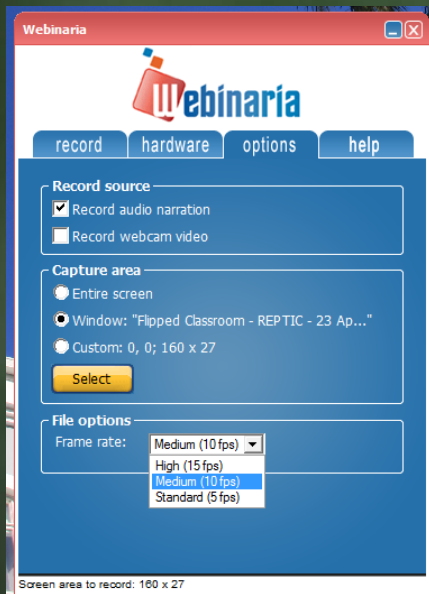 Webinaria
Webinaria
record hardware options help
Record source
Record audio narration
Record webcam video
Capture area
Entire screen
Window: "Flipped Classroom - REPTIC - 23 Ap..."
Custom: 0, 0; 160 x 27
Select
File options
Frame rate: Medium (10 fps)
High (15 fps)
Medium (10 fps)
Standard (5 fps)
Screen area to record: 160 x 27